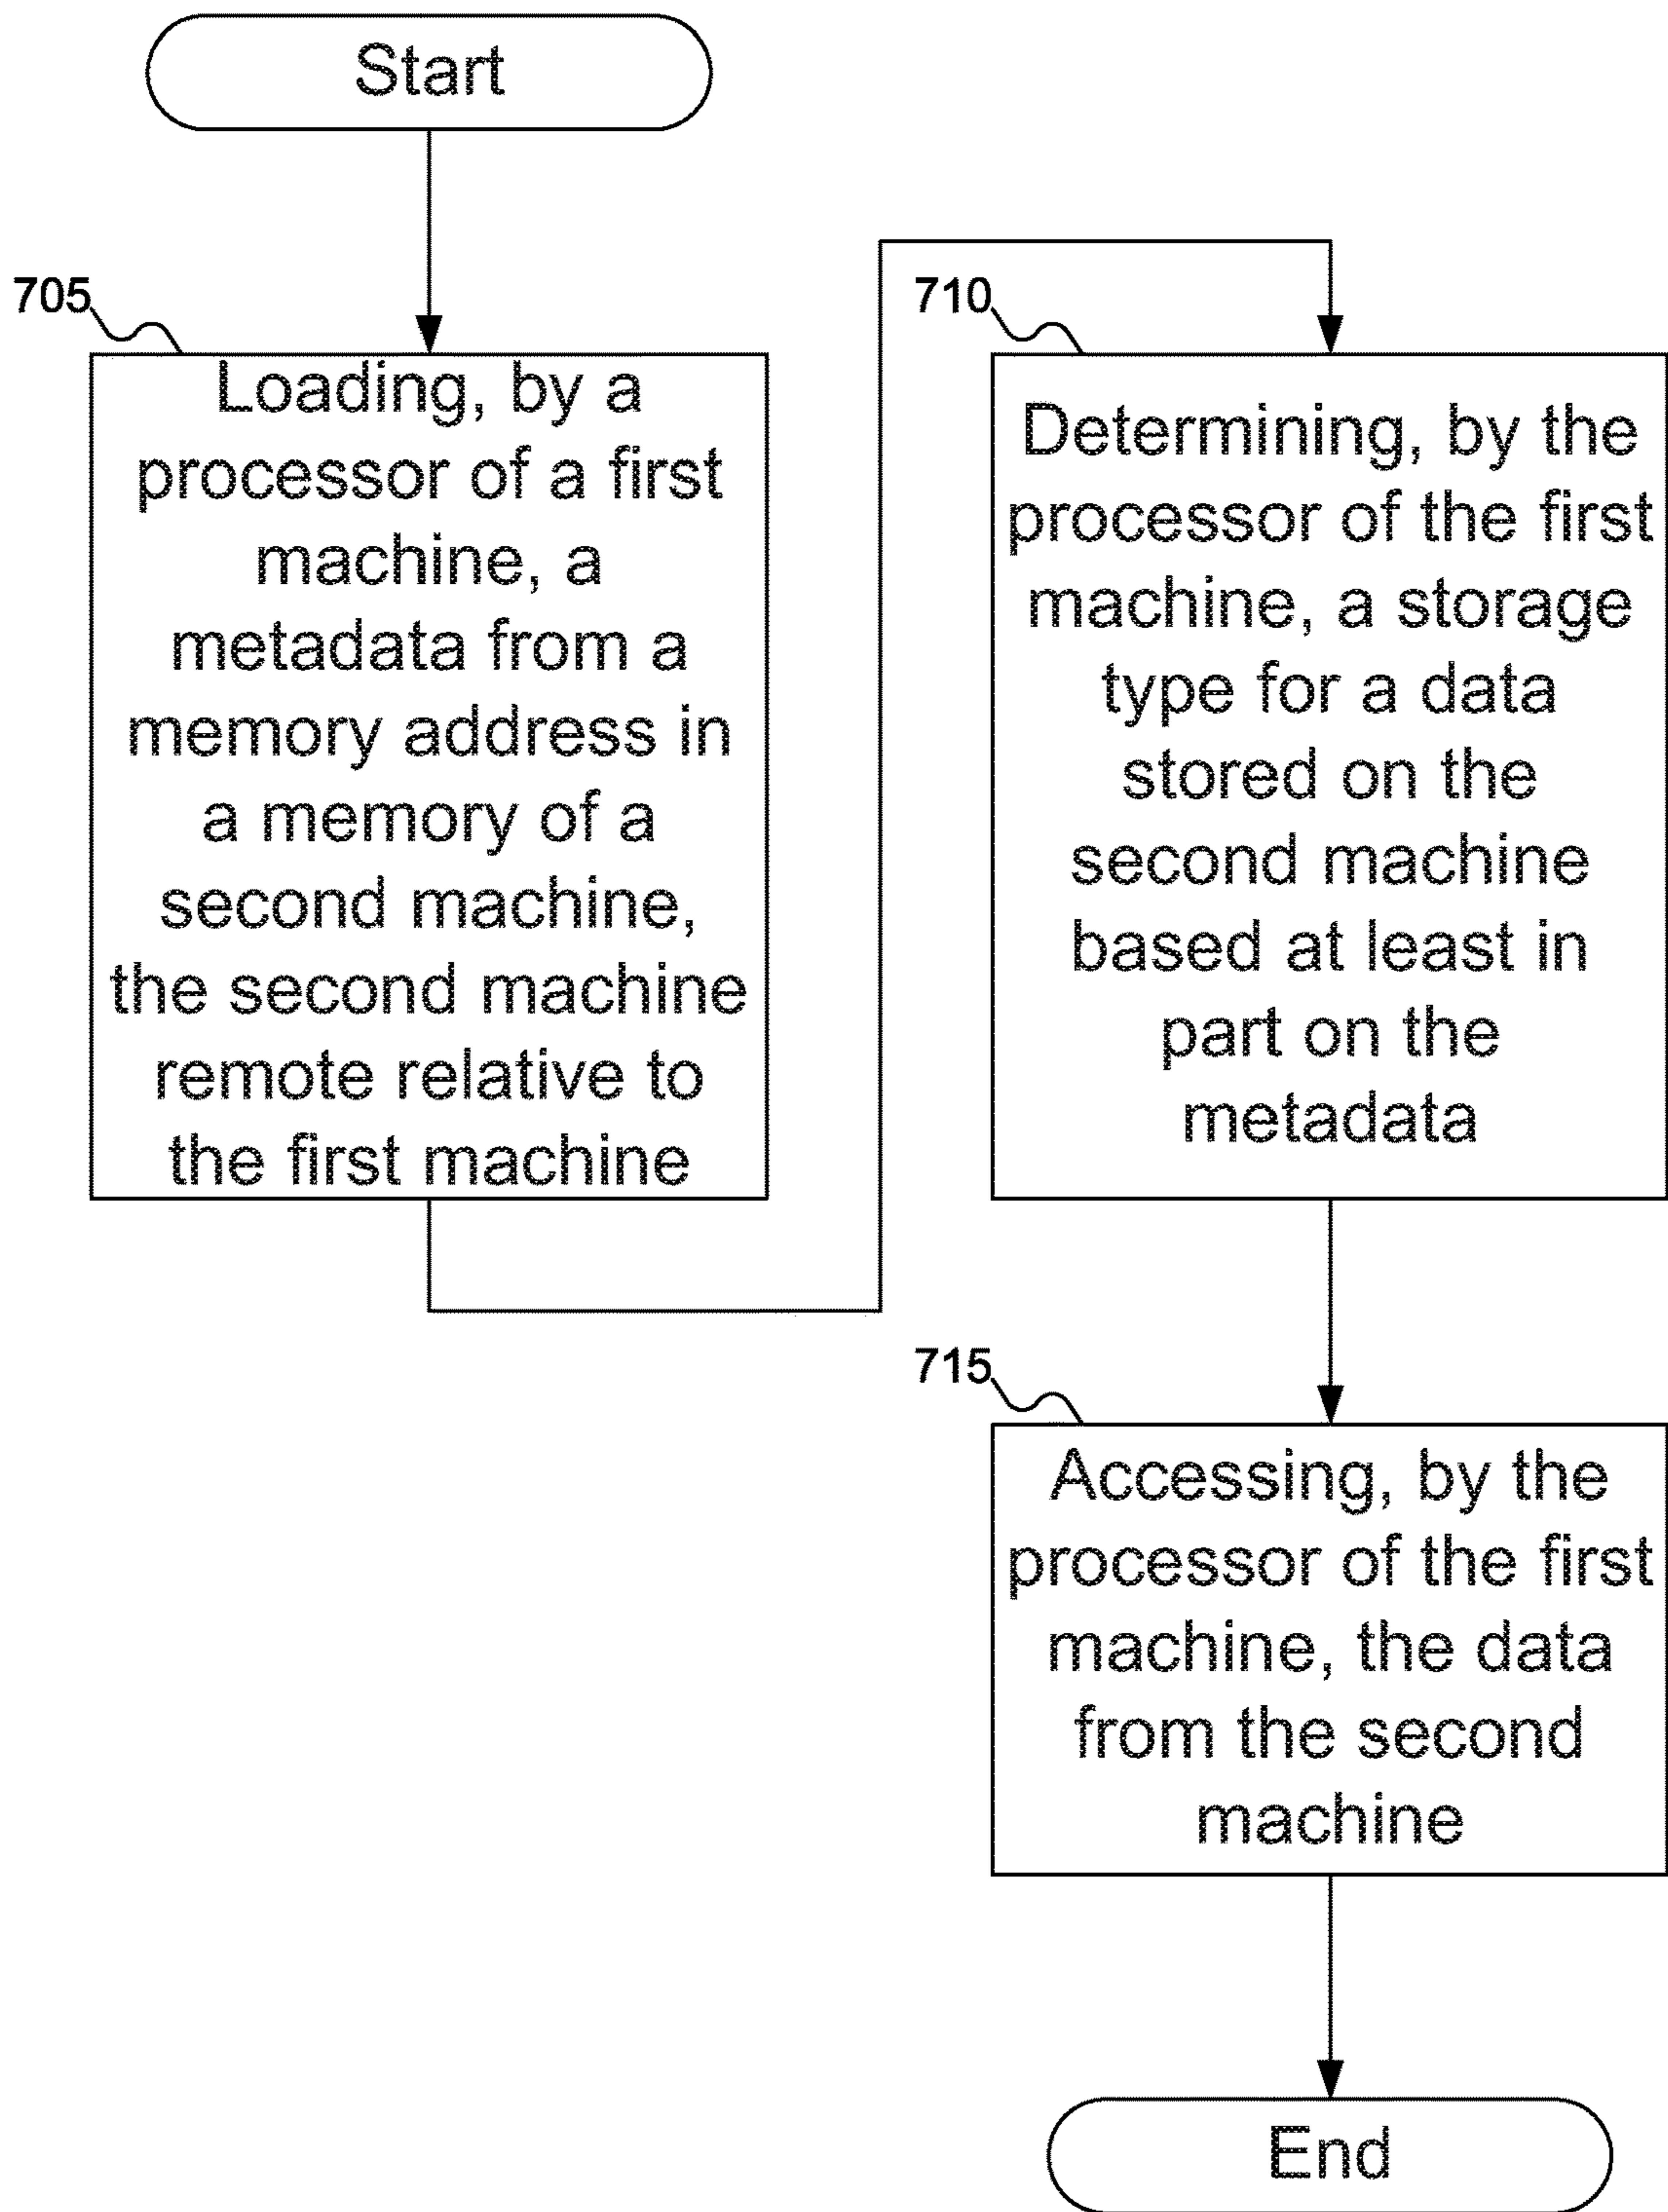 Start
705
Loading, by a
processor of a first
machine, a
metadata from a
memory address in
a memory of a
second machine,
the second machine
remote relative to
the first machine
710
Determining, by the
processor of the first
machine, a storage
type for a data
stored on the
second machine
based at least in
part on the
metadata
715
Accessing, by the
processor of the first
machine, the data
from the second
machine
End